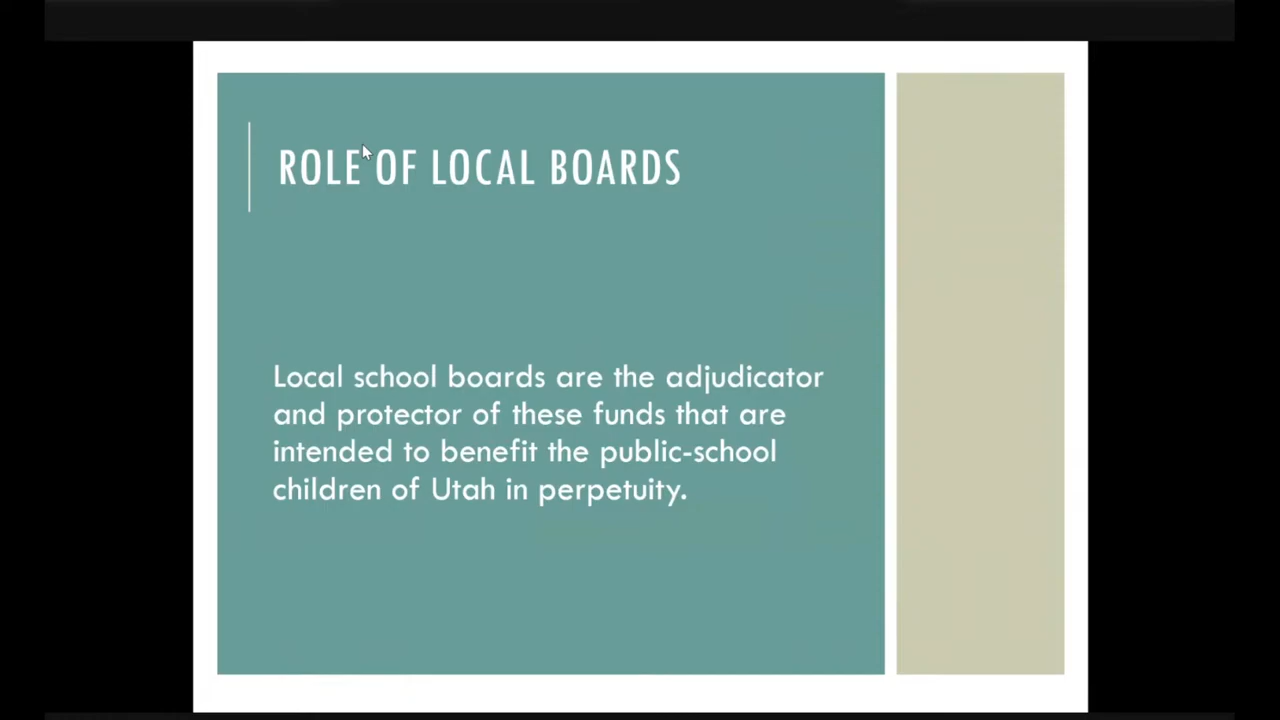 ROLE OF LOCAL BOARDS
Local school boards are the adjudicator
and protector of these funds that are
intended to benefit the public-school
children of Utah in perpetuity.